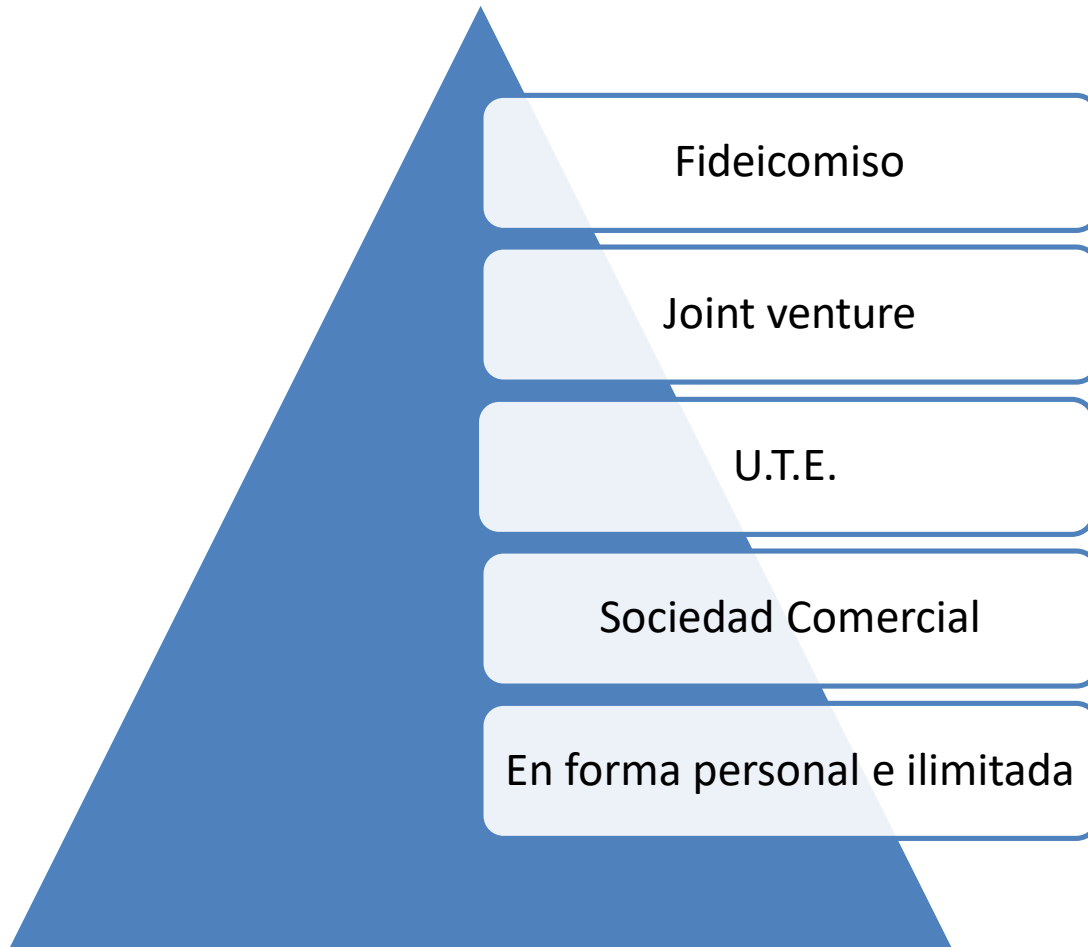 Fideicomiso
Joint venture
U.T.E.
Sociedad Comercial
En forma personal e ilimitada